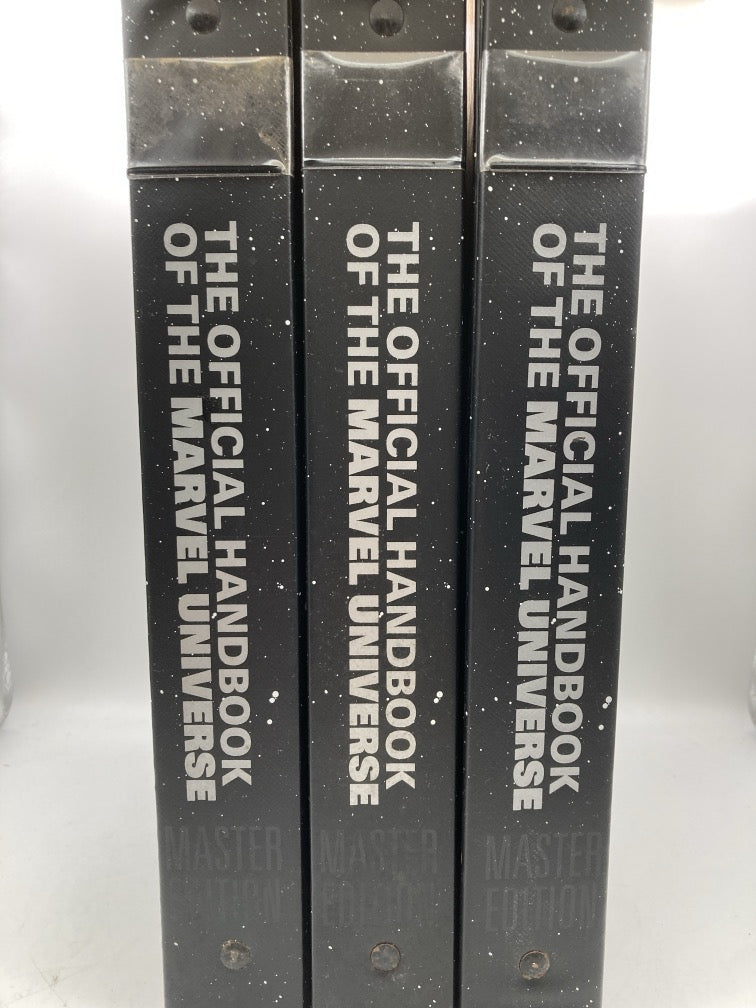 THE OFFICIAL HANDBOOK
OF THE MARVEL UNIVERSE
MASTER
EDITION
THE OFFICIAL HANDBOOK
OF THE MARVEL UNIVERSE
MASTER
EDITION
THE OFFICIAL HANDBOOK
OF THE MARVEL UNIVERSE
MASTER
EDITION